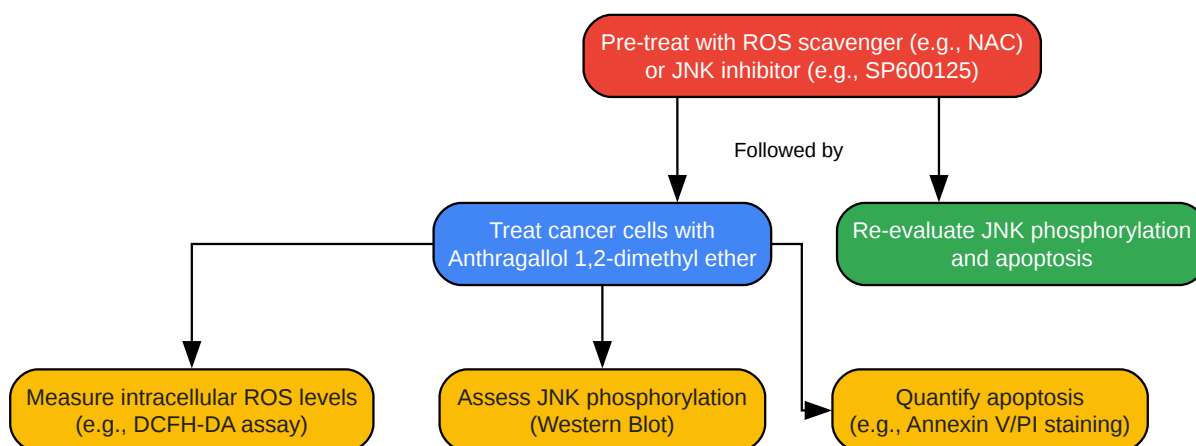 Pre-treat with ROS scavenger (e.g., NAC)
or JNK inhibitor (e.g., SP600125)
Followed by
Treat cancer cells with
Anthragallol 1,2-dimethyl ether
Re-evaluate JNK phosphorylation
and apoptosis
Measure intracellular ROS levels
(e.g., DCFH-DA assay)
Assess JNK phosphorylation
(Western Blot)
Quantify apoptosis
(e.g., Annexin V/PI staining)